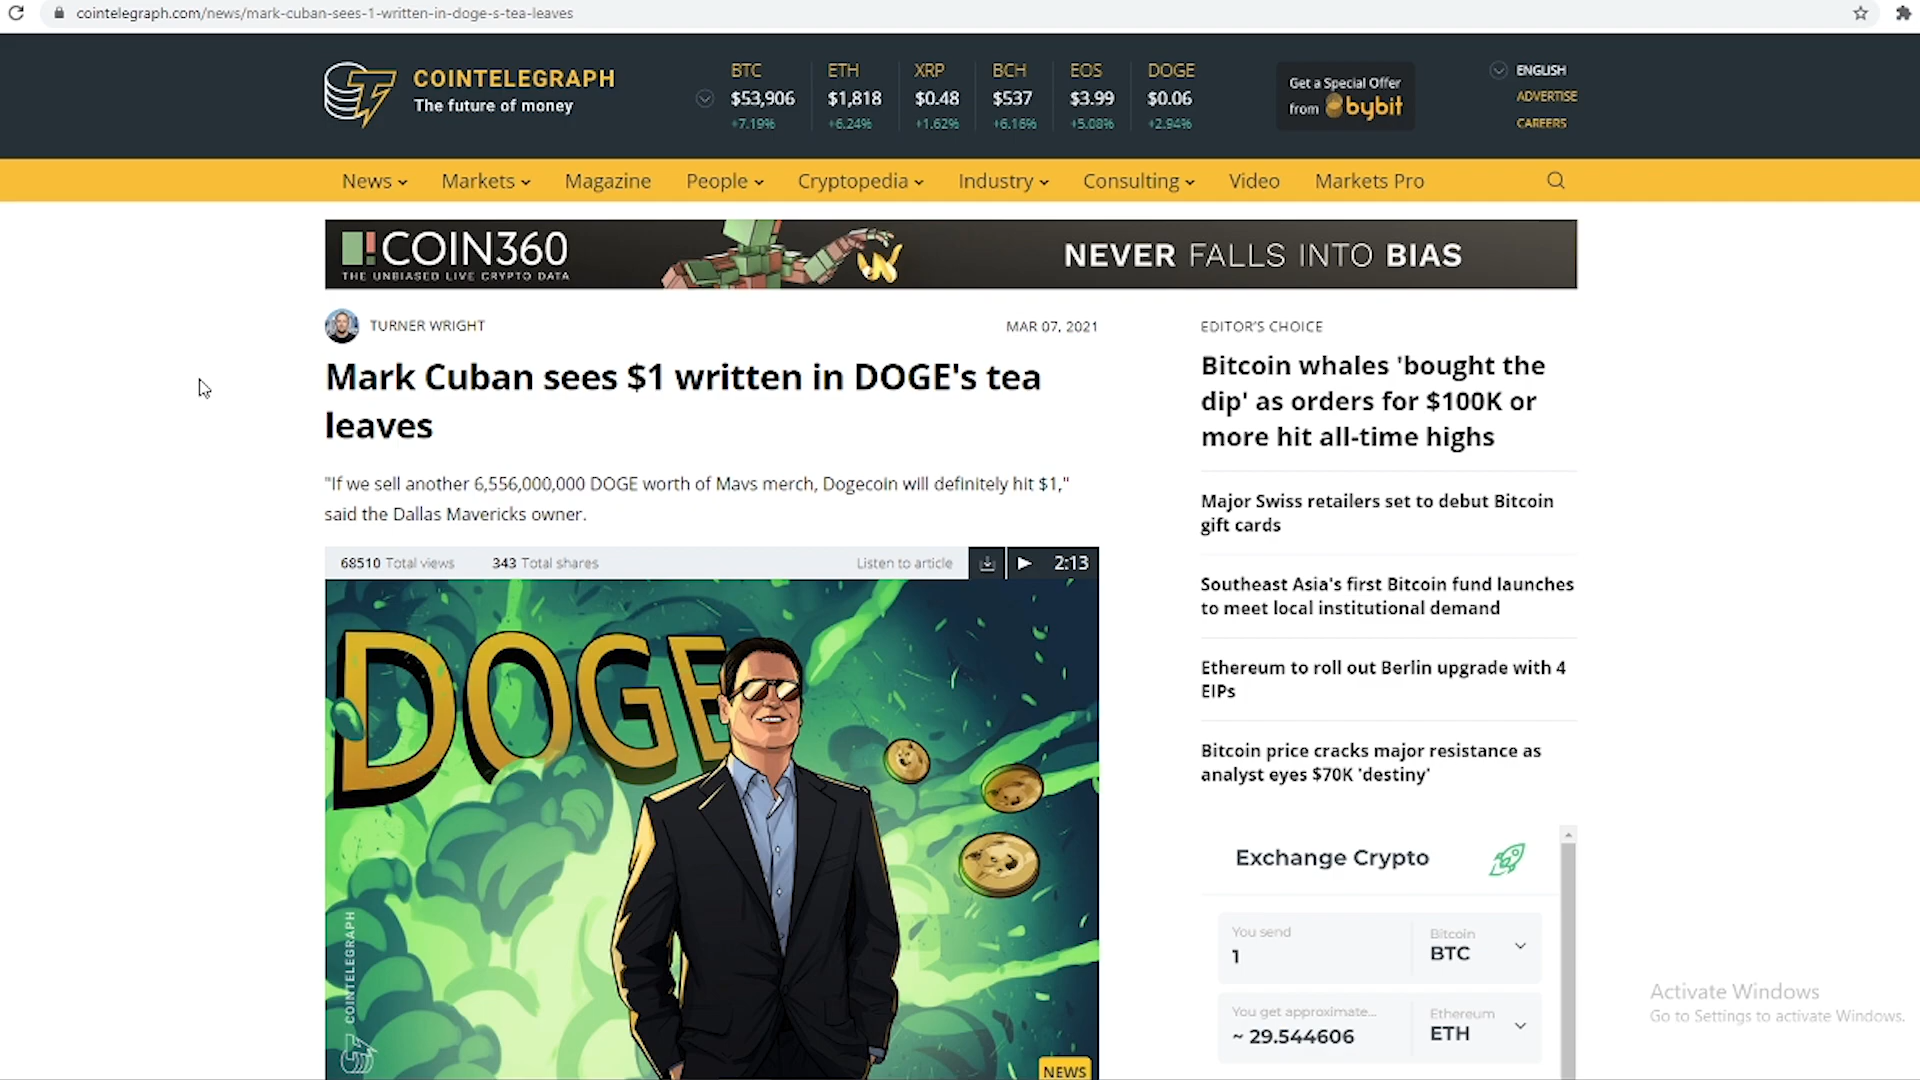 cointelegraph.com/news/mark-cuban-sees-1-written-in-doge-s-tea-leaves
COINTELEGRAPH
The future of money
BTC ETH XRP BCH EOS DOGE
$53,906 $1,818 $0.48 $537 $3.99 $0.06
+7.19% +6.24% +1.62% +6.16% +5.08% +2.94%
Get a Special Offer
from bybit
ENGLISH
ADVERTISE
CAREERS
News Markets Magazine People Cryptopedia Industry Consulting Video Markets Pro
COIN360
THE UNBIASED LIVE CRYPTO DATA
NEVER FALLS INTO BIAS
TURNER WRIGHT
MAR 07, 2021
Mark Cuban sees $1 written in DOGE's tea
leaves
"If we sell another 6,556,000,000 DOGE worth of Mavs merch, Dogecoin will definitely hit $1,"
said the Dallas Mavericks owner.
68510 Total views 343 Total shares Listen to article 2:13
DOGE
COINTELEGRAPH
NEWS
EDITOR'S CHOICE
Bitcoin whales 'bought the
dip' as orders for $100K or
more hit all-time highs
Major Swiss retailers set to debut Bitcoin
gift cards
Southeast Asia's first Bitcoin fund launches
to meet local institutional demand
Ethereum to roll out Berlin upgrade with 4
EIPs
Bitcoin price cracks major resistance as
analyst eyes $70K 'destiny'
Exchange Crypto
You send
1
Bitcoin
BTC
You get approximate...
~ 29.544606
Ethereum
ETH
Activate Windows
Go to Settings to activate Windows.